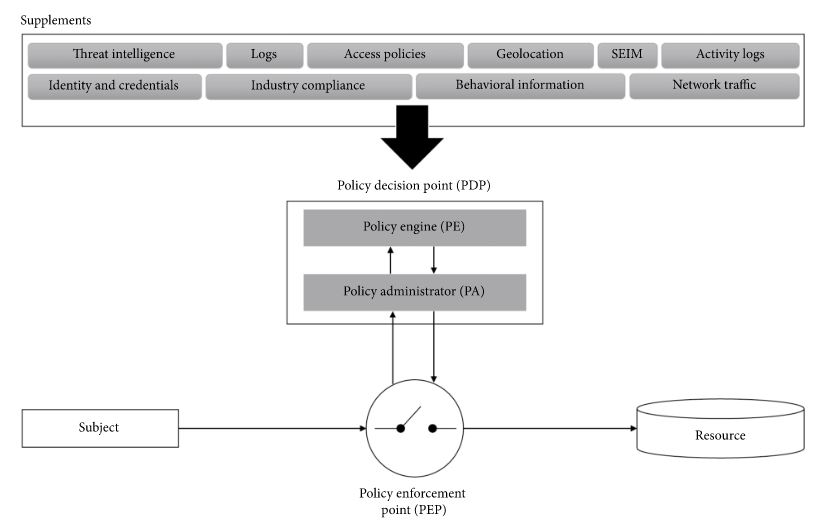 Supplements
Threat intelligence
Logs
Access policies
Geolocation
SEIM
Activity logs
Identity and credentials
Industry compliance
Behavioral information
Network traffic
Policy decision point (PDP)
Policy engine (PE)
Policy administrator (PA)
Subject
Resource
Policy enforcement
point (PEP)